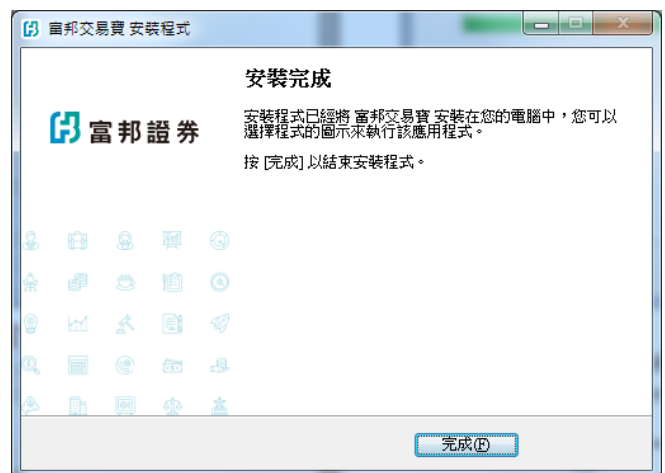 富邦交易寶 安裝程式
安裝完成
富邦證券
安裝程式已經將 富邦交易寶 安裝在您的電腦中，您可以
選擇程式的圖示來執行該應用程式。
按 [完成] 以結束安裝程式。
完成(F)